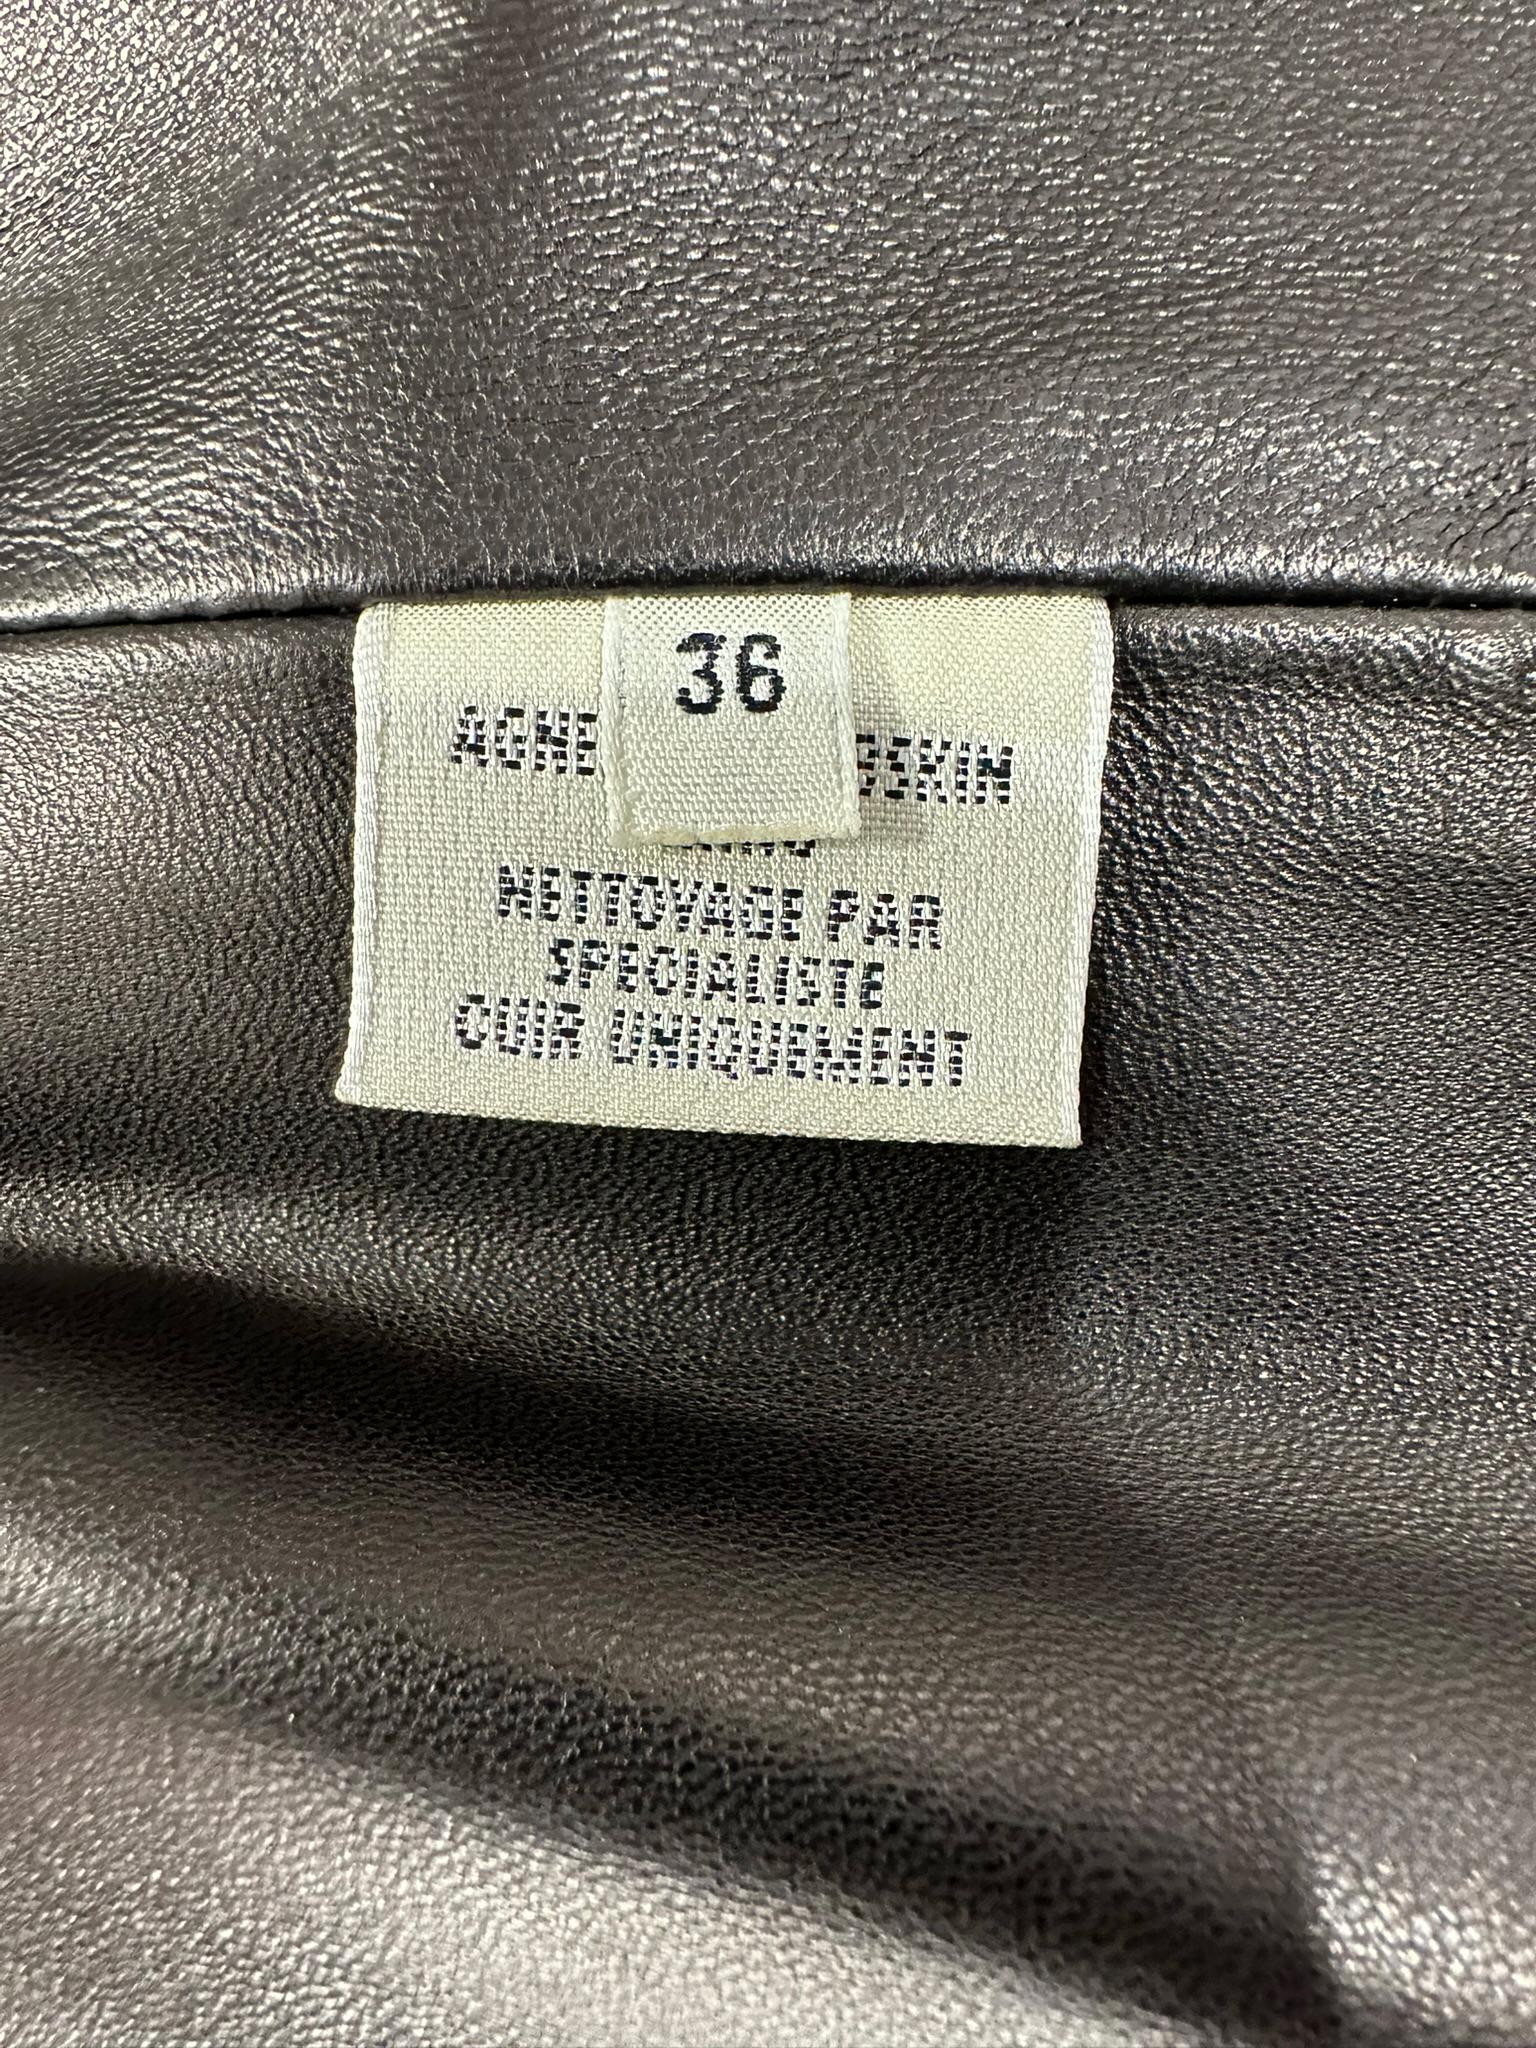 36
NETTOYAGE PAR
SPECIALISTE
CUIR UNIQUEMENT